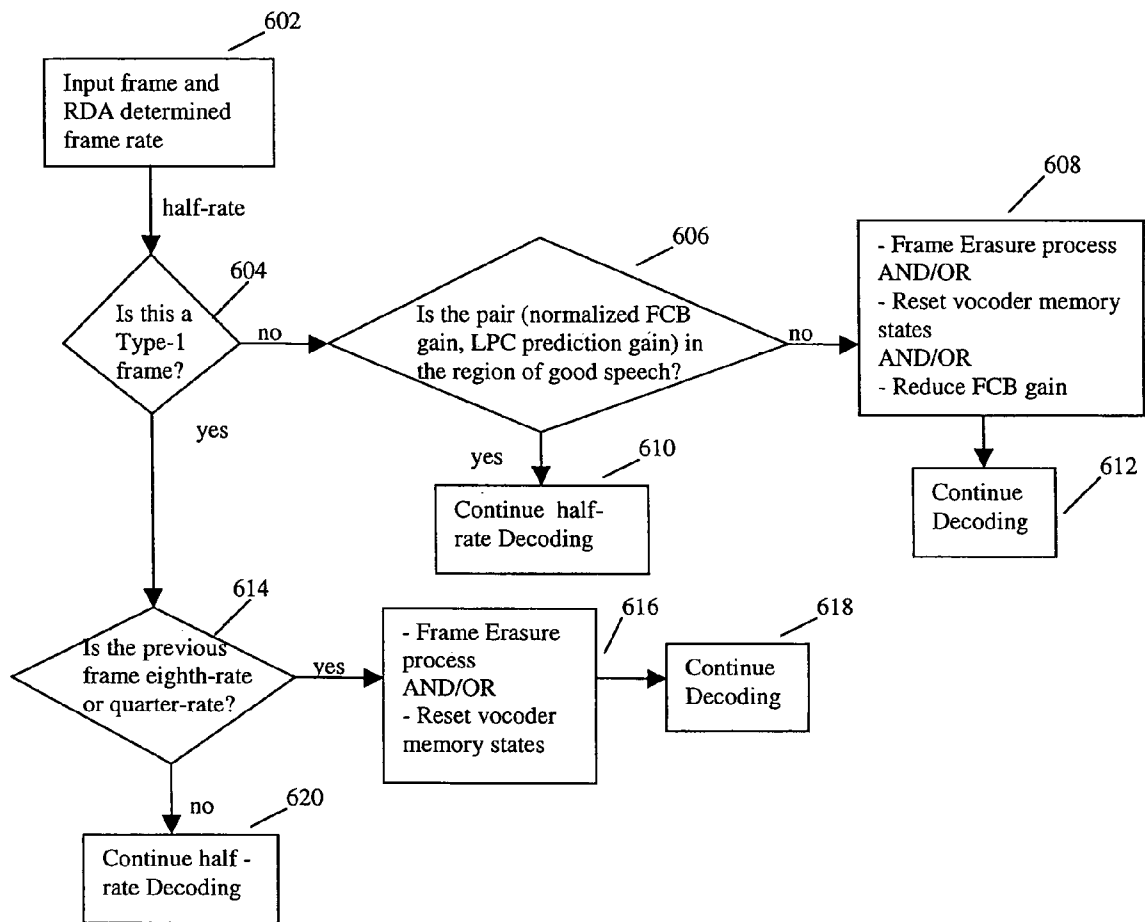 602
Input frame and
RDA determined
frame rate
half-rate
604
Is this a
Type-1
frame?
no
yes
606
Is the pair (normalized FCB
gain, LPC prediction gain) in
the region of good speech?
no
yes
608
- Frame Erasure process
AND/OR
- Reset vocoder memory
states
AND/OR
- Reduce FCB gain
610
Continue half-
rate Decoding
612
Continue
Decoding
614
Is the previous
frame eighth-rate
or quarter-rate?
yes
no
616
- Frame Erasure
process
AND/OR
- Reset vocoder
memory states
618
Continue
Decoding
620
Continue half -
rate Decoding